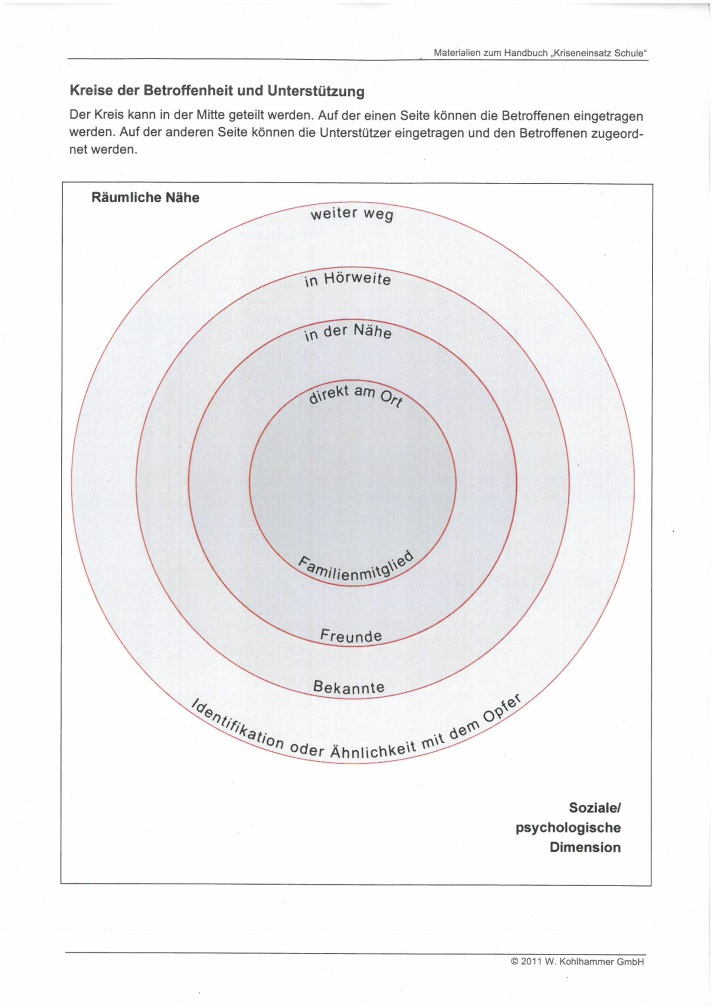 Materialien zum Handbuch „Kriseneinsatz Schule“
Kreise der Betroffenheit und Unterstützung
Der Kreis kann in der Mitte geteilt werden. Auf der einen Seite können die Betroffenen eingetragen
werden. Auf der anderen Seite können die Unterstützer eingetragen und den Betroffenen zugeord-
net werden.
Räumliche Nähe
weiter weg
in Hörweite
in der Nähe
direkt am Ort
Familienmitglied
Freunde
Bekannte
Identifikation oder Ähnlichkeit mit dem Opfer
Soziale/
psychologische
Dimension
© 2011 W. Kohlhammer GmbH